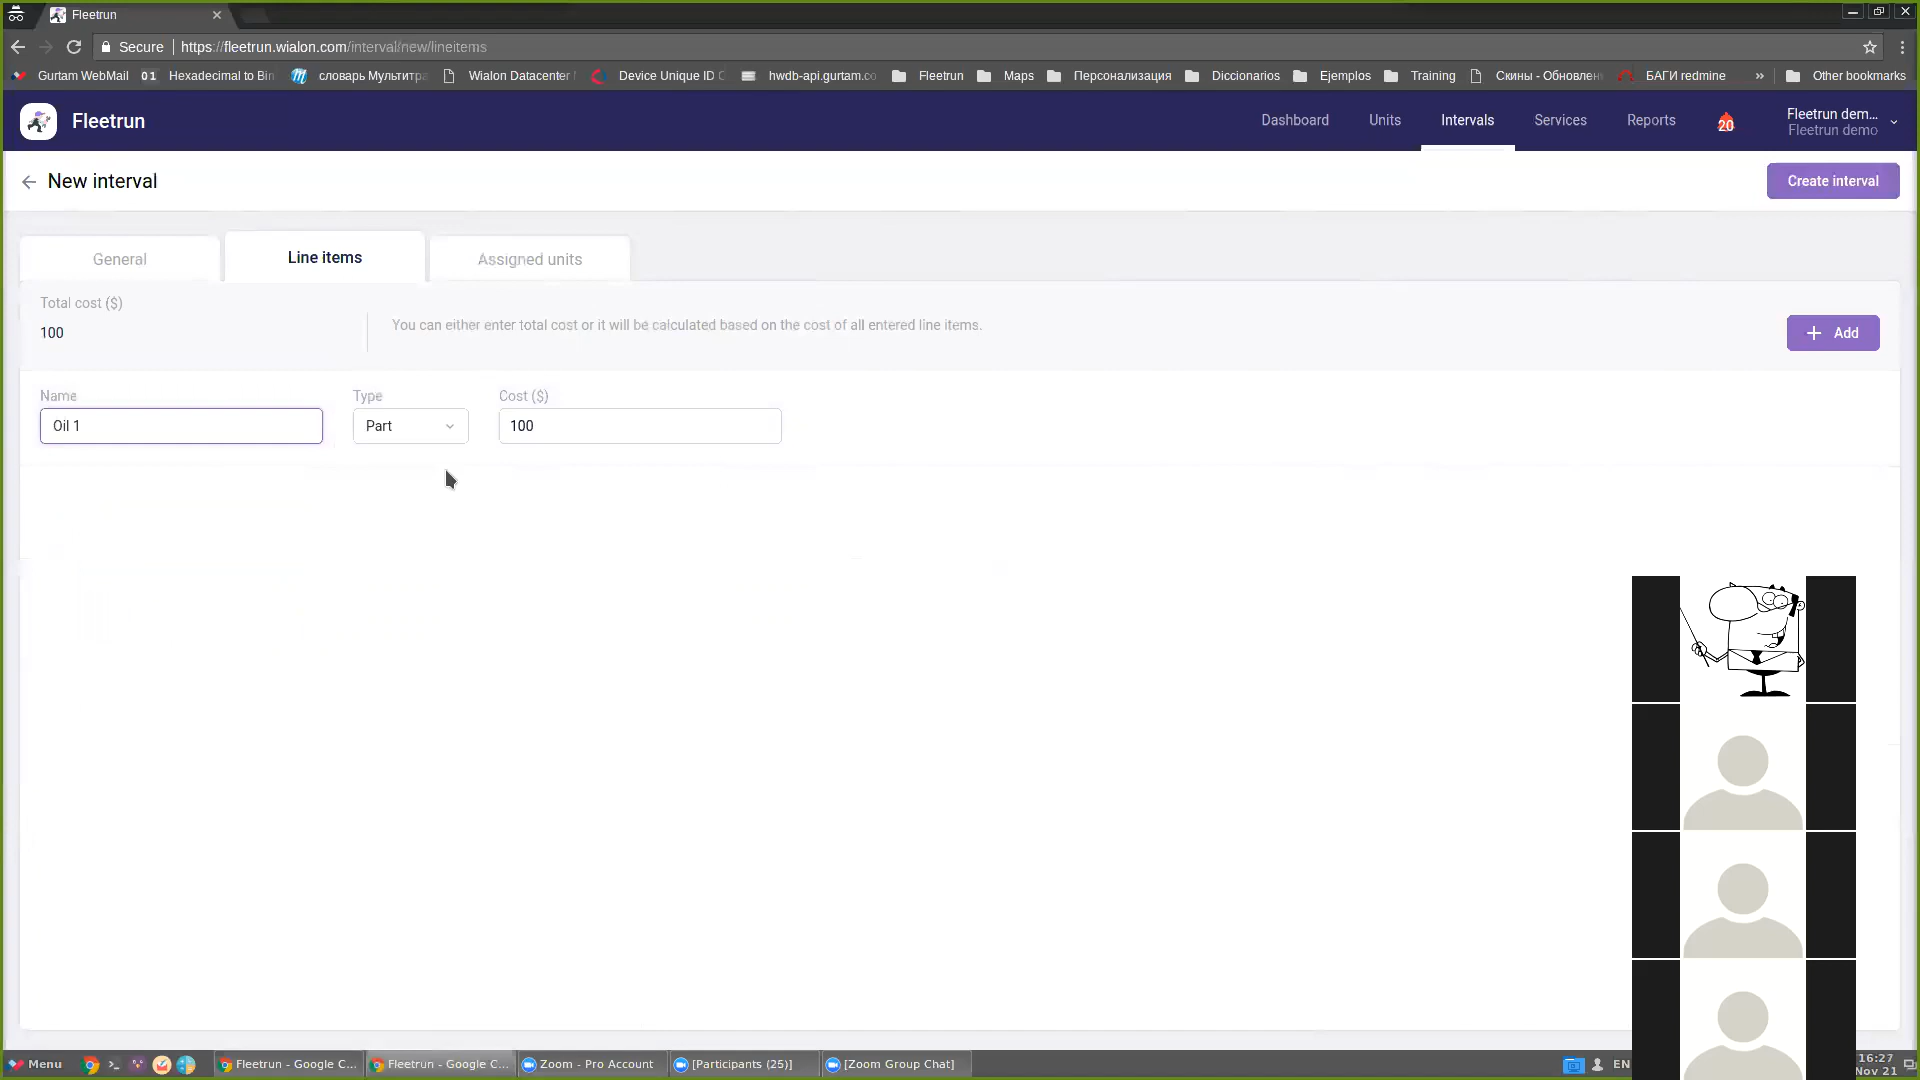 Fleetrun
Secure https://fleetrun.wialon.com/interval/new/lineitems
Gurtam WebMail
01 Hexadecimal to Bin
словарь Мультитра
Wialon Datacenter
Device Unique ID C
hwdb-api.gurtam.co
Fleetrun
Maps
Персонализация
Diccionarios
Ejemplos
Training
Скины - Обновлен
БАГИ redmine
»
Other bookmarks
Fleetrun
Dashboard
Units
Intervals
Services
Reports
20
Fleetrun dem...
Fleetrun demo
New interval
Create interval
General
Line items
Assigned units
Total cost ($)
100
You can either enter total cost or it will be calculated based on the cost of all entered line items.
+ Add
Name
Type
Cost ($)
Oil 1
Part
100
Menu
Fleetrun - Google C...
Fleetrun - Google C...
Zoom - Pro Account
[Participants (25)]
[Zoom Group Chat]
EN
16:27
Nov 21